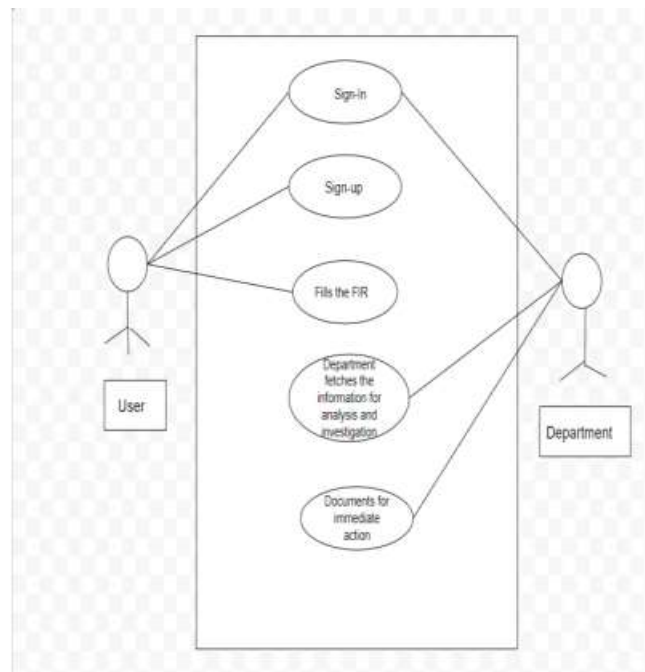 Sign-In
Sign-up
Fills the FIR
Department
fetches the
information for
analysis and
investigation
Documents for
immediate
action
User
Department